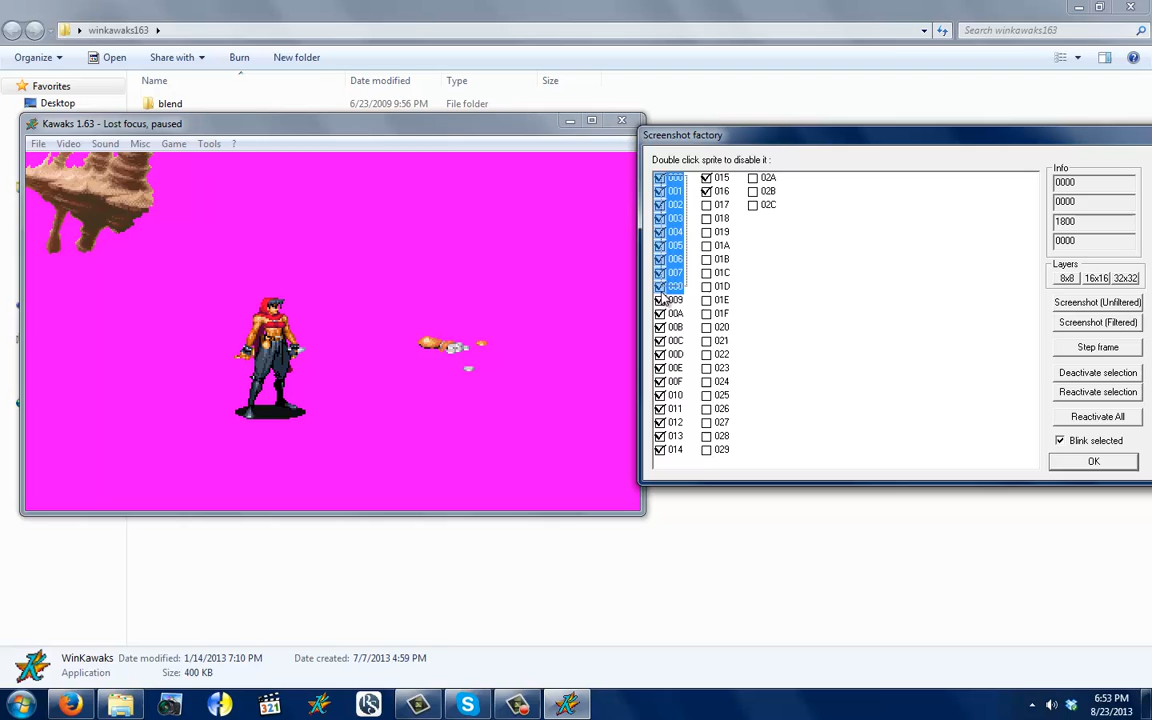 winkawaks163
Search winkawaks163
Organize Open Share with Burn New folder
Favorites
Desktop
Name Date modified Type Size
blend 6/23/2009 9:56 PM File folder
Kawaks 1.63 - Lost focus, paused
File Video Sound Misc Game Tools ?
Screenshot factory
Double click sprite to disable it :
000 015 02A
001 016 02B
002 017 02C
003 018
004 019
005 01A
006 01B
007 01C
01D
009 01E
00A 01F
00B 020
00C 021
00D 022
00E 023
00F 024
010 025
011 026
012 027
013 028
014 029
Info
0000
0000
1800
0000
Layers
8x8 16x16 32x32
Screenshot (Unfiltered)
Screenshot (Filtered)
Step frame
Deactivate selection
Reactivate selection
Reactivate All
Blink selected
OK
WinKawaks Date modified: 1/14/2013 7:10 PM Date created: 7/7/2013 4:59 PM
Application Size: 400 KB
321
6:53 PM
8/23/2013